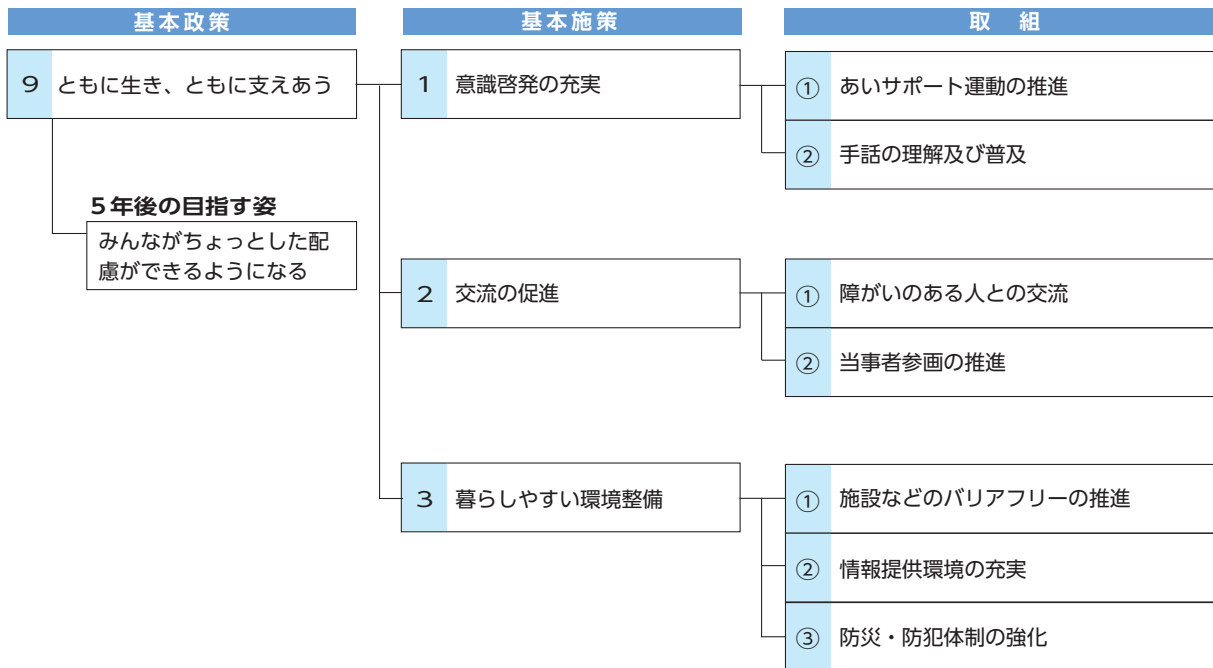 基本政策
基本施策
取　組
9 ともに生き、ともに支えあう
5年後の目指す姿
みんながちょっとした配
慮ができるようになる
1 意識啓発の充実
① あいサポート運動の推進
② 手話の理解及び普及
2 交流の促進
① 障がいのある人との交流
② 当事者参画の推進
3 暮らしやすい環境整備
① 施設などのバリアフリーの推進
② 情報提供環境の充実
③ 防災・防犯体制の強化